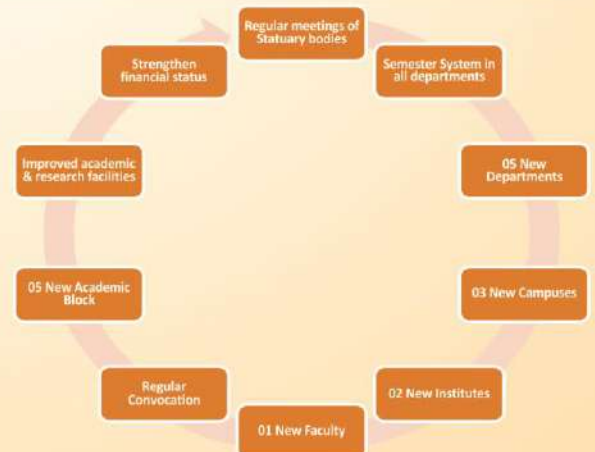 Regular meetings of
Statuary bodies
Semester System in
all departments
05 New
Departments
03 New Campuses
02 New Institutes
01 New Faculty
Regular
Convocation
05 New Academic
Block
Improved academic
& research facilities
Strengthen
financial status